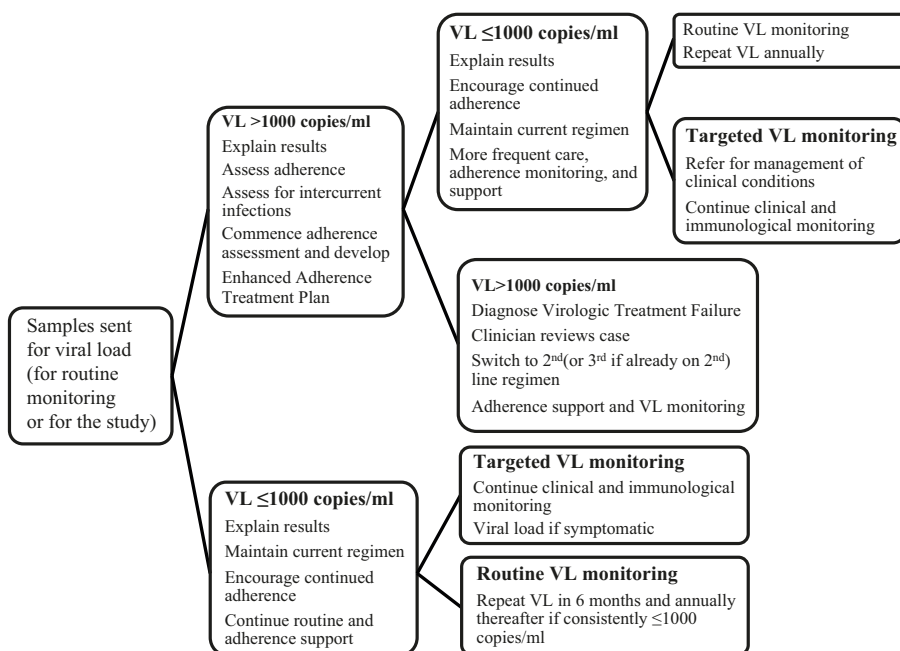 Samples sent
for viral load
(for routine
monitoring
or for the study)
VL >1000 copies/ml
Explain results
Assess adherence
Assess for intercurrent
infections
Commence adherence
assessment and develop
Enhanced Adherence
Treatment Plan
VL ≤1000 copies/ml
Explain results
Encourage continued
adherence
Maintain current regimen
More frequent care,
adherence monitoring, and
support
Routine VL monitoring
Repeat VL annually
Targeted VL monitoring
Refer for management of
clinical conditions
Continue clinical and
immunological monitoring
VL>1000 copies/ml
Diagnose Virologic Treatment Failure
Clinician reviews case
Switch to 2nd(or 3rd if already on 2nd)
line regimen
Adherence support and VL monitoring
VL ≤1000 copies/ml
Explain results
Maintain current regimen
Encourage continued
adherence
Continue routine and
adherence support
Targeted VL monitoring
Continue clinical and immunological
monitoring
Viral load if symptomatic
Routine VL monitoring
Repeat VL in 6 months and annually
thereafter if consistently ≤1000
copies/ml